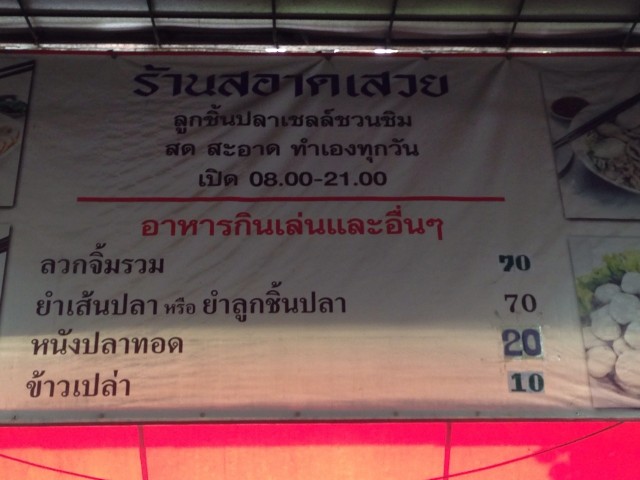 ร้านสอาดเสวย
ลูกชิ้นปลาเชลล์ชวนชิม
สด สะอาด ทำเองทุกวัน
เปิด 08.00-21.00
อาหารกินเล่นและอื่นๆ
ลวกจิ้มรวม 70
ยำเส้นปลา หรือ ยำลูกชิ้นปลา 70
หนังปลาทอด 20
ข้าวเปล่า 10